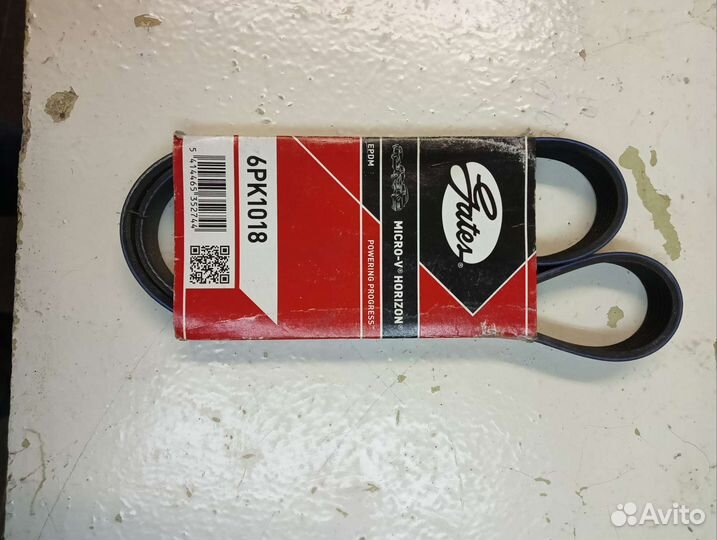 6PK1018
5 414465 352744
EPDM
MICRO-V® HORIZON®
POWERING PROGRESS™
Gates®
Avito